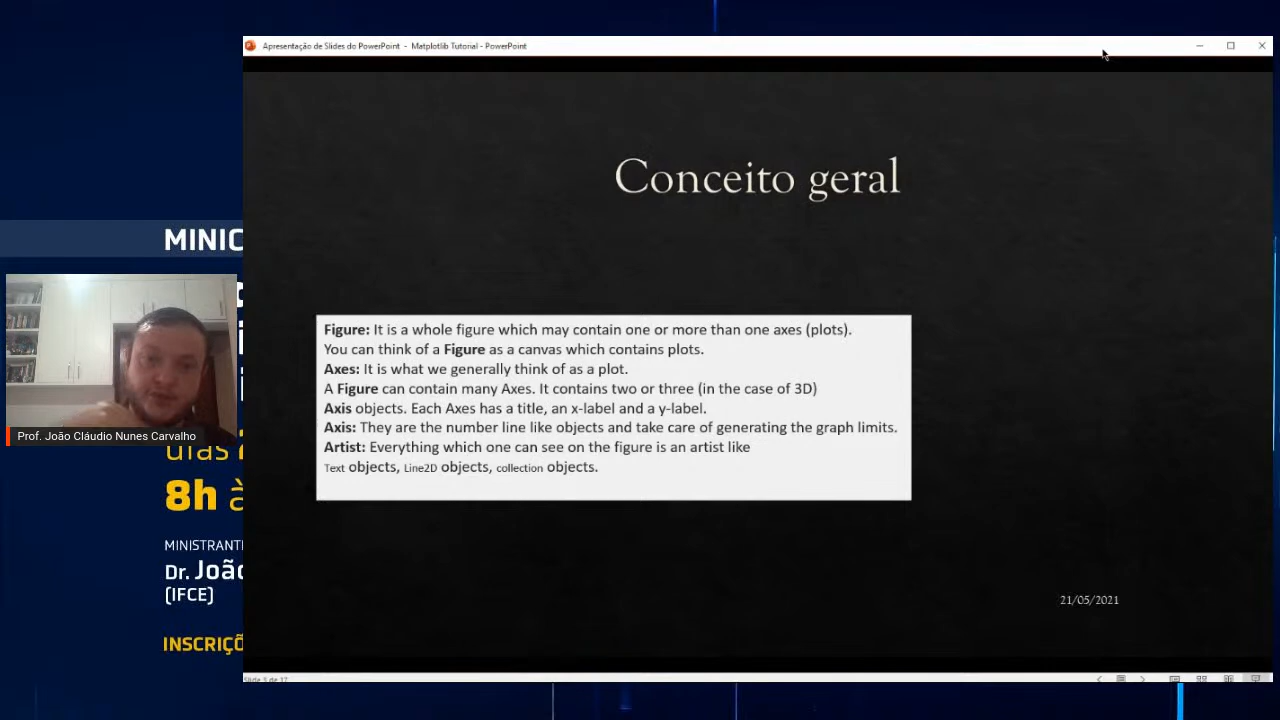 Apresentação de Slides do PowerPoint - Matplotlib Tutorial - PowerPoint
Conceito geral
Figure: It is a whole figure which may contain one or more than one axes (plots).
You can think of a Figure as a canvas which contains plots.
Axes: It is what we generally think of as a plot.
A Figure can contain many Axes. It contains two or three (in the case of 3D)
Axis objects. Each Axes has a title, an x-label and a y-label.
Axis: They are the number line like objects and take care of generating the graph limits.
Artist: Everything which one can see on the figure is an artist like
Text objects, Line2D objects, collection objects.
21/05/2021
MINIC
Prof. João Cláudio Nunes Carvalho
8h à
MINISTRANT
Dr. João
(IFCE)
INSCRIÇÕ